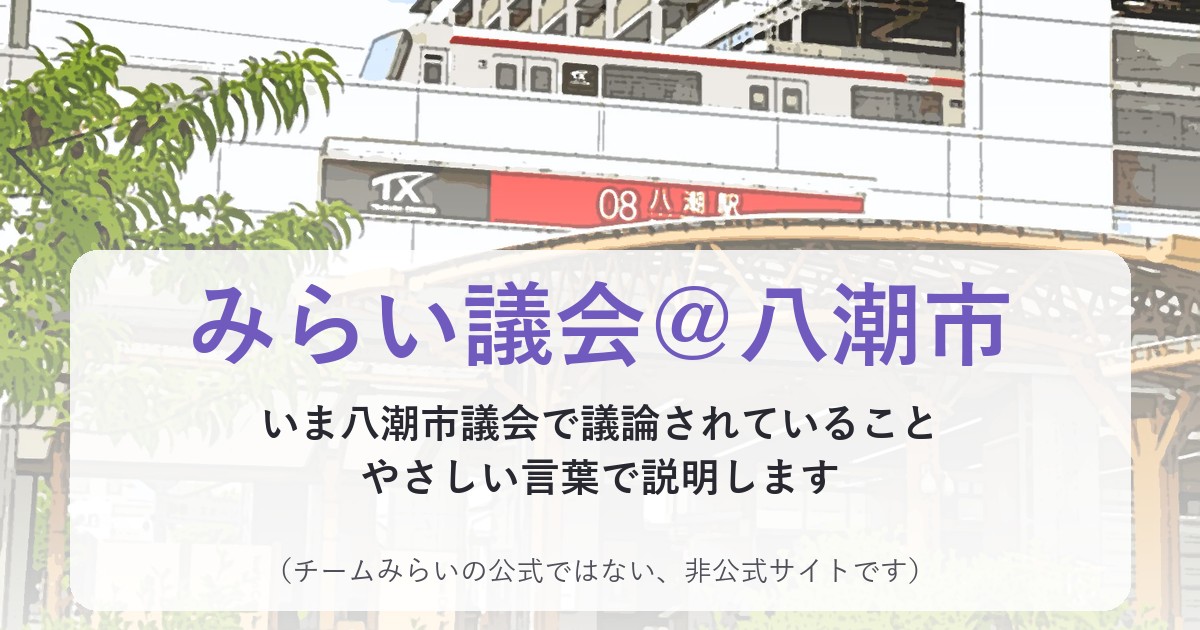 TX
08 八潮駅
みらい議会＠八潮市
いま八潮市議会で議論されていること
やさしい言葉で説明します
（チームみらいの公式ではない、非公式サイトです）